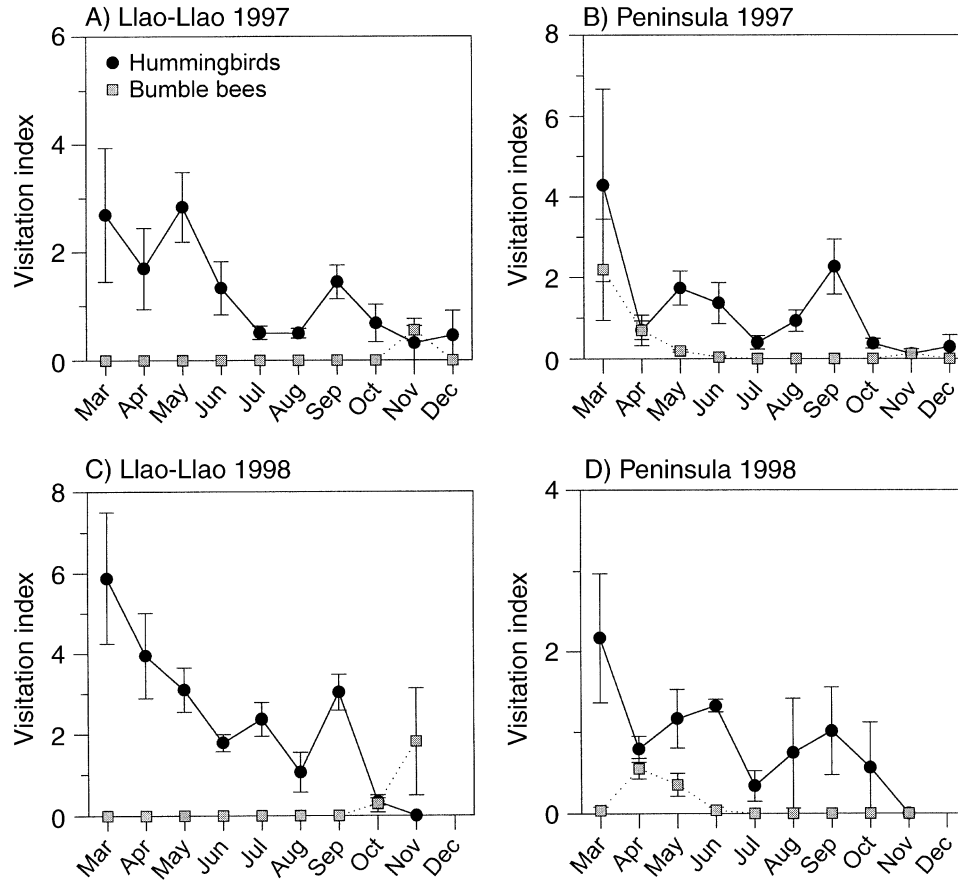 A) Llao-Llao 1997
6
4
2
0
Visitation index
Hummingbirds
Bumble bees
Mar Apr May Jun Jul Aug Sep Oct Nov Dec
B) Peninsula 1997
8
6
4
2
0
Visitation index
Mar Apr May Jun Jul Aug Sep Oct Nov Dec
C) Llao-Llao 1998
8
6
4
2
0
Visitation index
Mar Apr May Jun Jul Aug Sep Oct Nov Dec
D) Peninsula 1998
4
2
0
Visitation index
Mar Apr May Jun Jul Aug Sep Oct Nov Dec